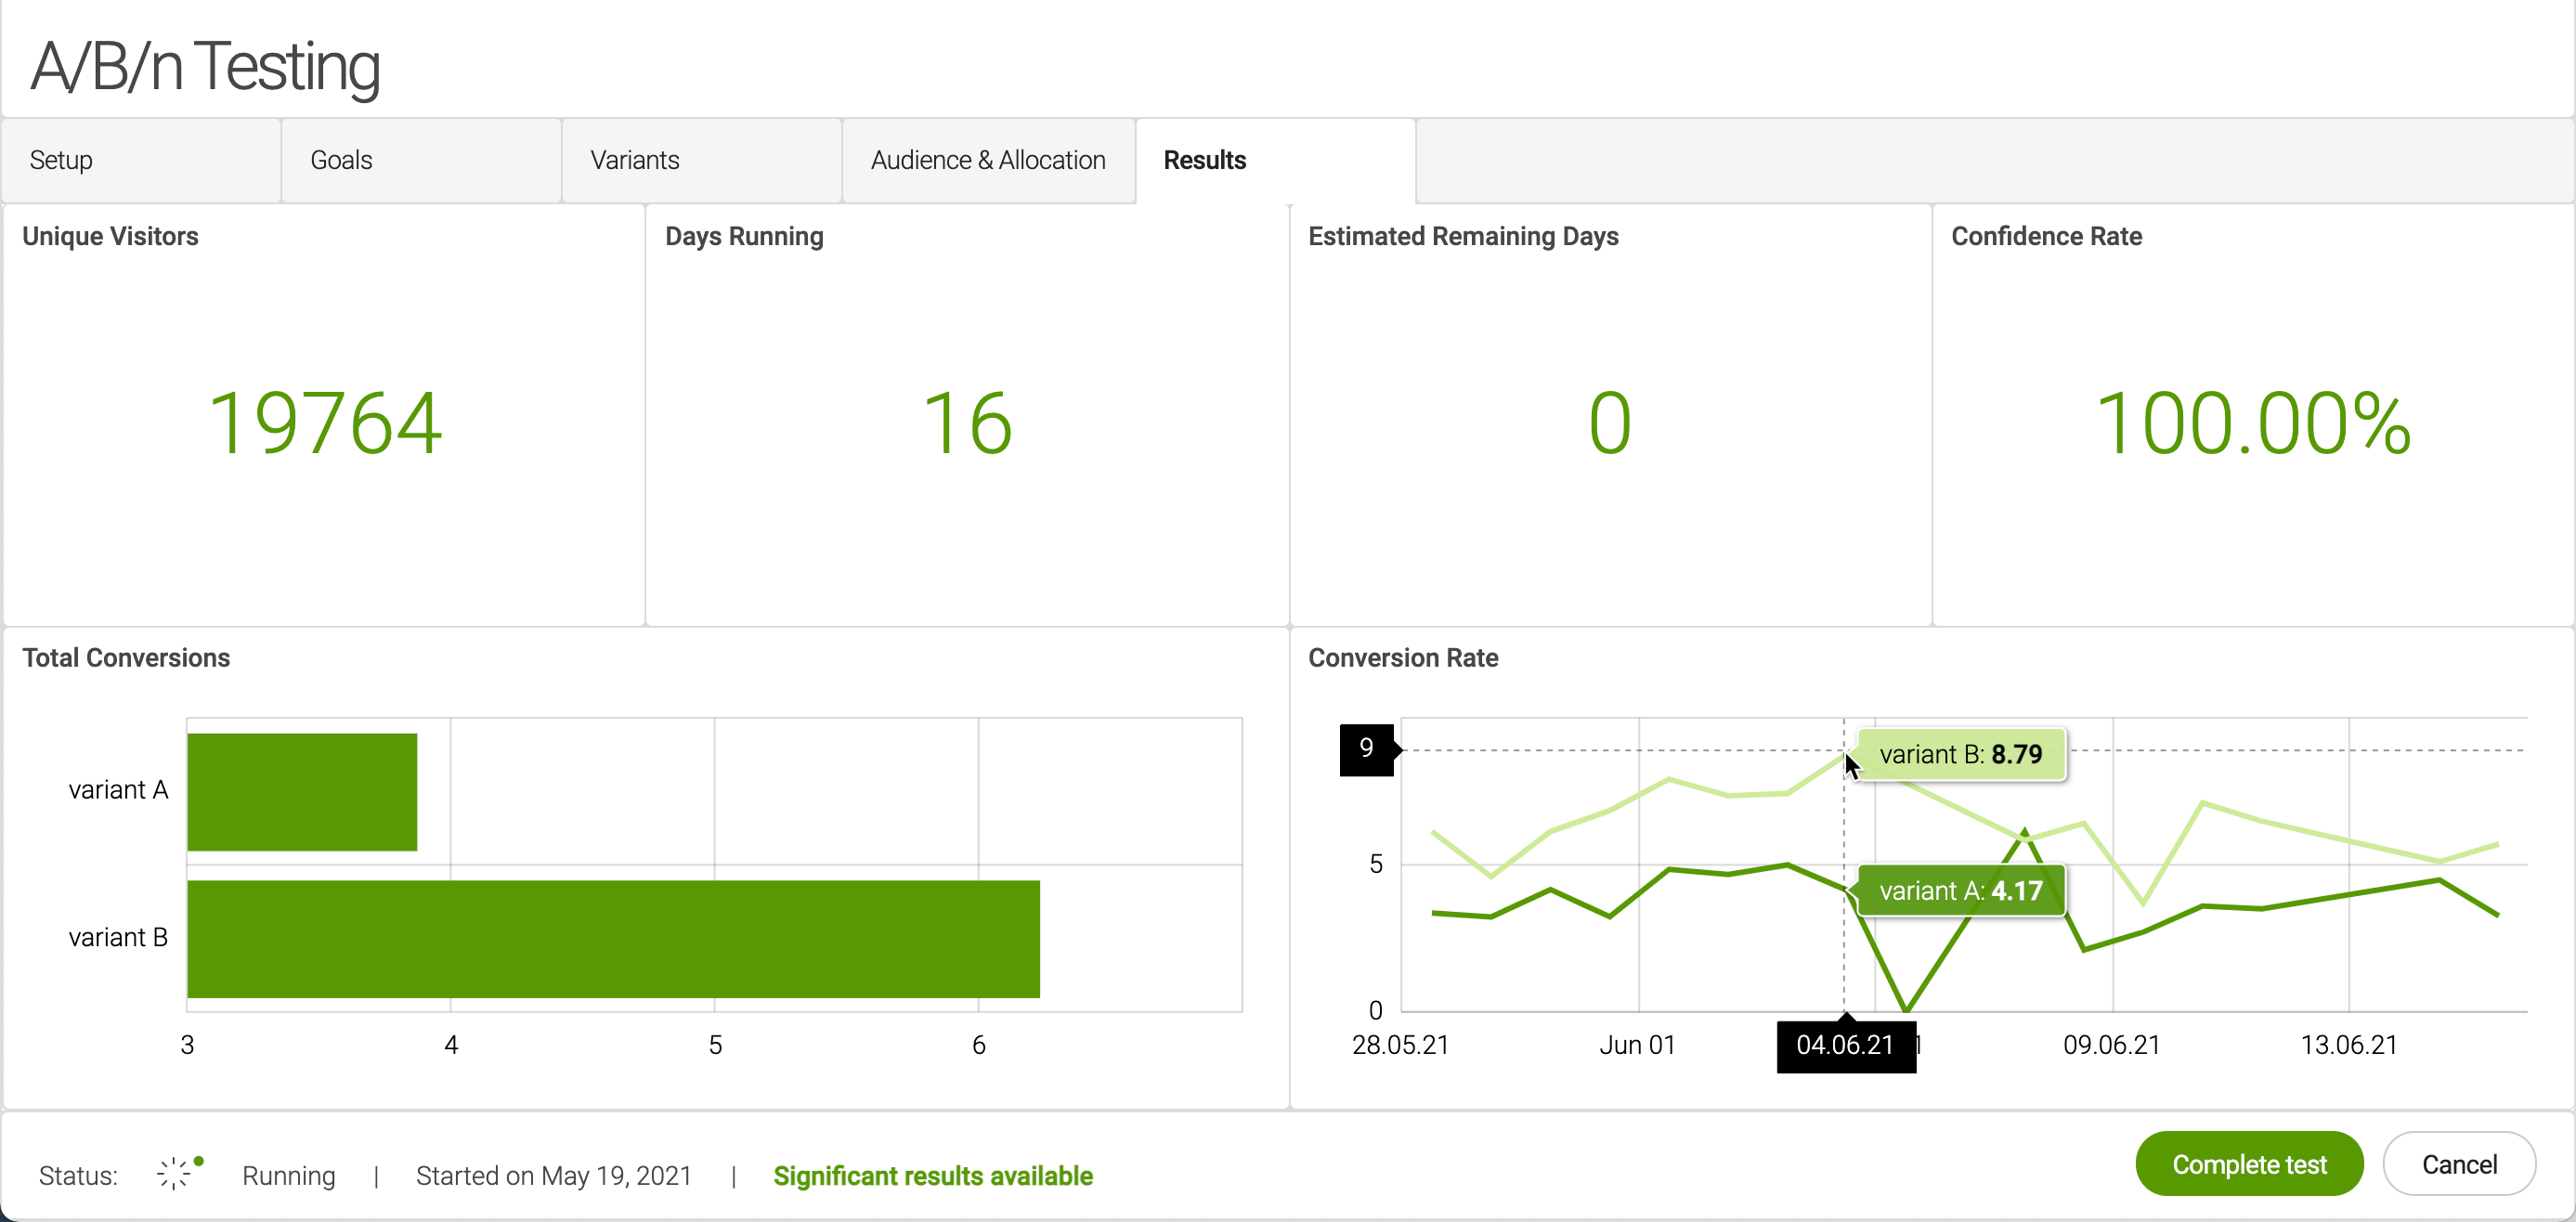 A/B/n Testing
Setup
Goals
Variants
Audience & Allocation
Results
Unique Visitors
Days Running
Estimated Remaining Days
Confidence Rate
19764
16
0
100.00%
Total Conversions
variant A
variant B
3
4
5
6
Conversion Rate
9
5
0
variant B: 8.79
variant A: 4.17
28.05.21
Jun 01
04.06.21
09.06.21
13.06.21
Status:
Running
|
Started on May 19, 2021
|
Significant results available
Complete test
Cancel